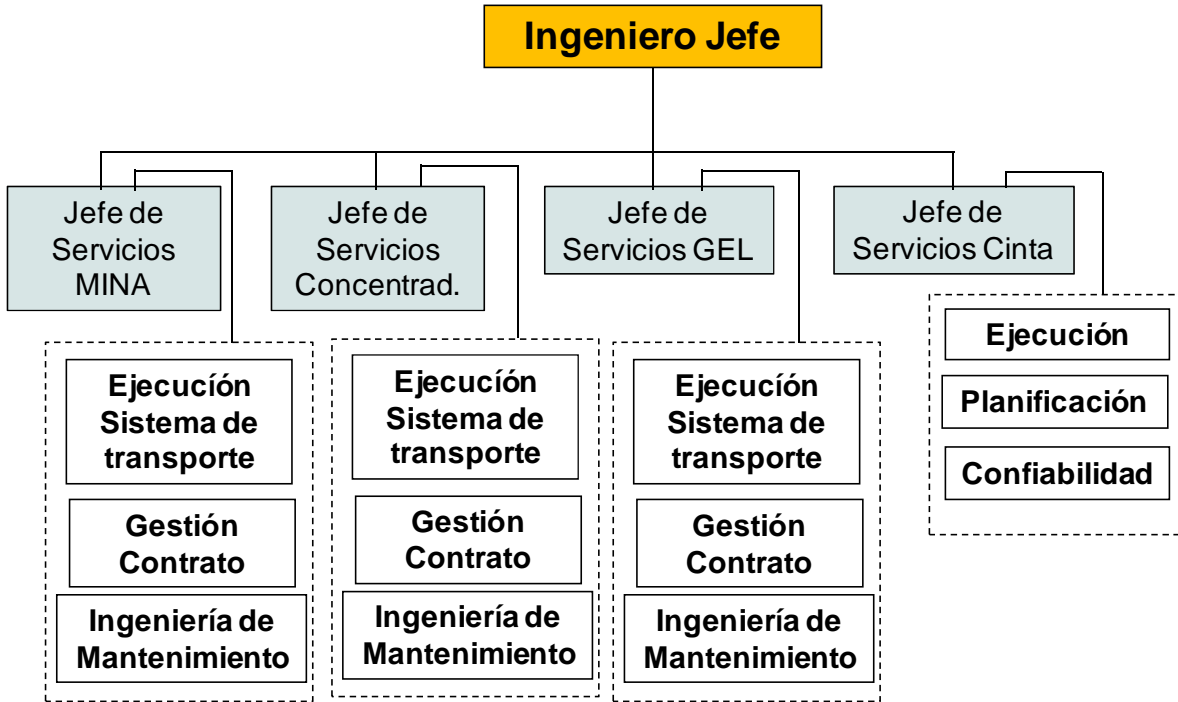 Ingeniero Jefe
Jefe de
Servicios
MINA
Jefe de
Servicios
Concentrad.
Jefe de
Servicios GEL
Jefe de
Servicios Cinta
Ejecucíón
Sistema de
transporte
Gestión
Contrato
Ingeniería de
Mantenimiento
Ejecucíón
Sistema de
transporte
Gestión
Contrato
Ingeniería de
Mantenimiento
Ejecucíón
Sistema de
transporte
Gestión
Contrato
Ingeniería de
Mantenimiento
Ejecución
Planificación
Confiabilidad